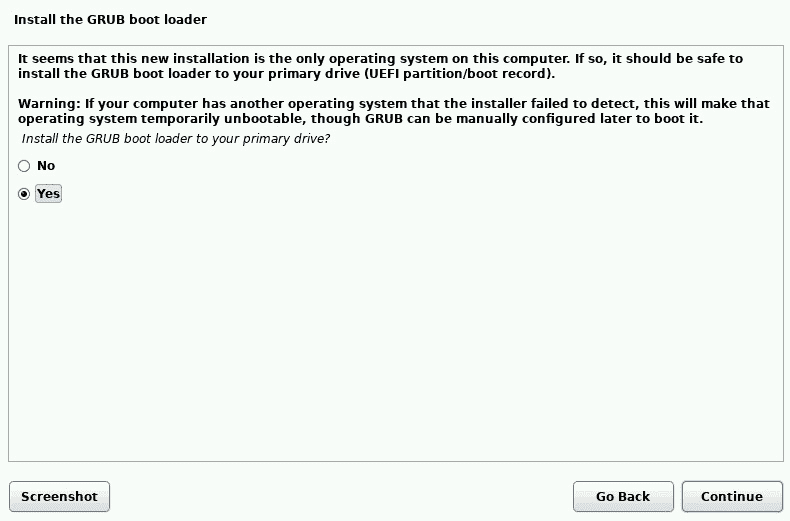 Install the GRUB boot loader
It seems that this new installation is the only operating system on this computer. If so, it should be safe to
install the GRUB boot loader to your primary drive (UEFI partition/boot record).
Warning: If your computer has another operating system that the installer failed to detect, this will make that
operating system temporarily unbootable, though GRUB can be manually configured later to boot it.
Install the GRUB boot loader to your primary drive?
No
Yes
Screenshot
Go Back
Continue